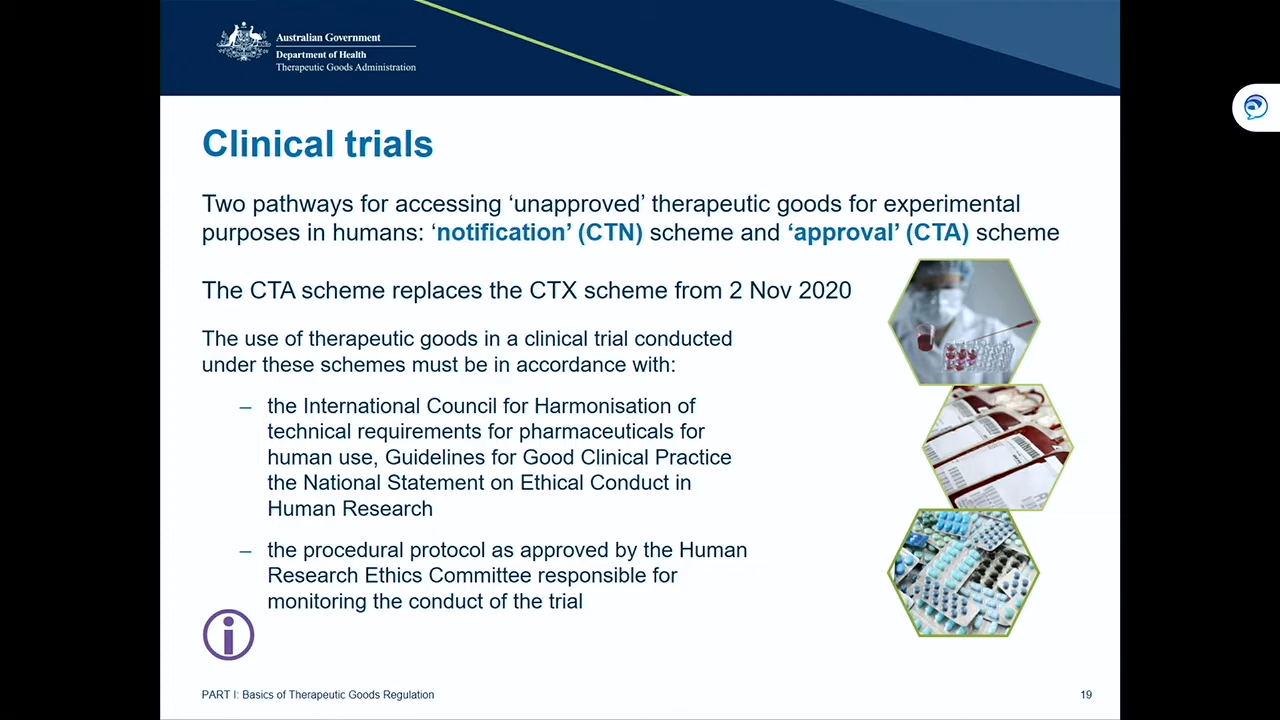 Australian Government
Department of Health
Therapeutic Goods Administration
Clinical trials
Two pathways for accessing ‘unapproved’ therapeutic goods for experimental
purposes in humans: ‘notification’ (CTN) scheme and ‘approval’ (CTA) scheme
The CTA scheme replaces the CTX scheme from 2 Nov 2020
The use of therapeutic goods in a clinical trial conducted
under these schemes must be in accordance with:
– the International Council for Harmonisation of
technical requirements for pharmaceuticals for
human use, Guidelines for Good Clinical Practice
the National Statement on Ethical Conduct in
Human Research
– the procedural protocol as approved by the Human
Research Ethics Committee responsible for
monitoring the conduct of the trial
PART I: Basics of Therapeutic Goods Regulation
19